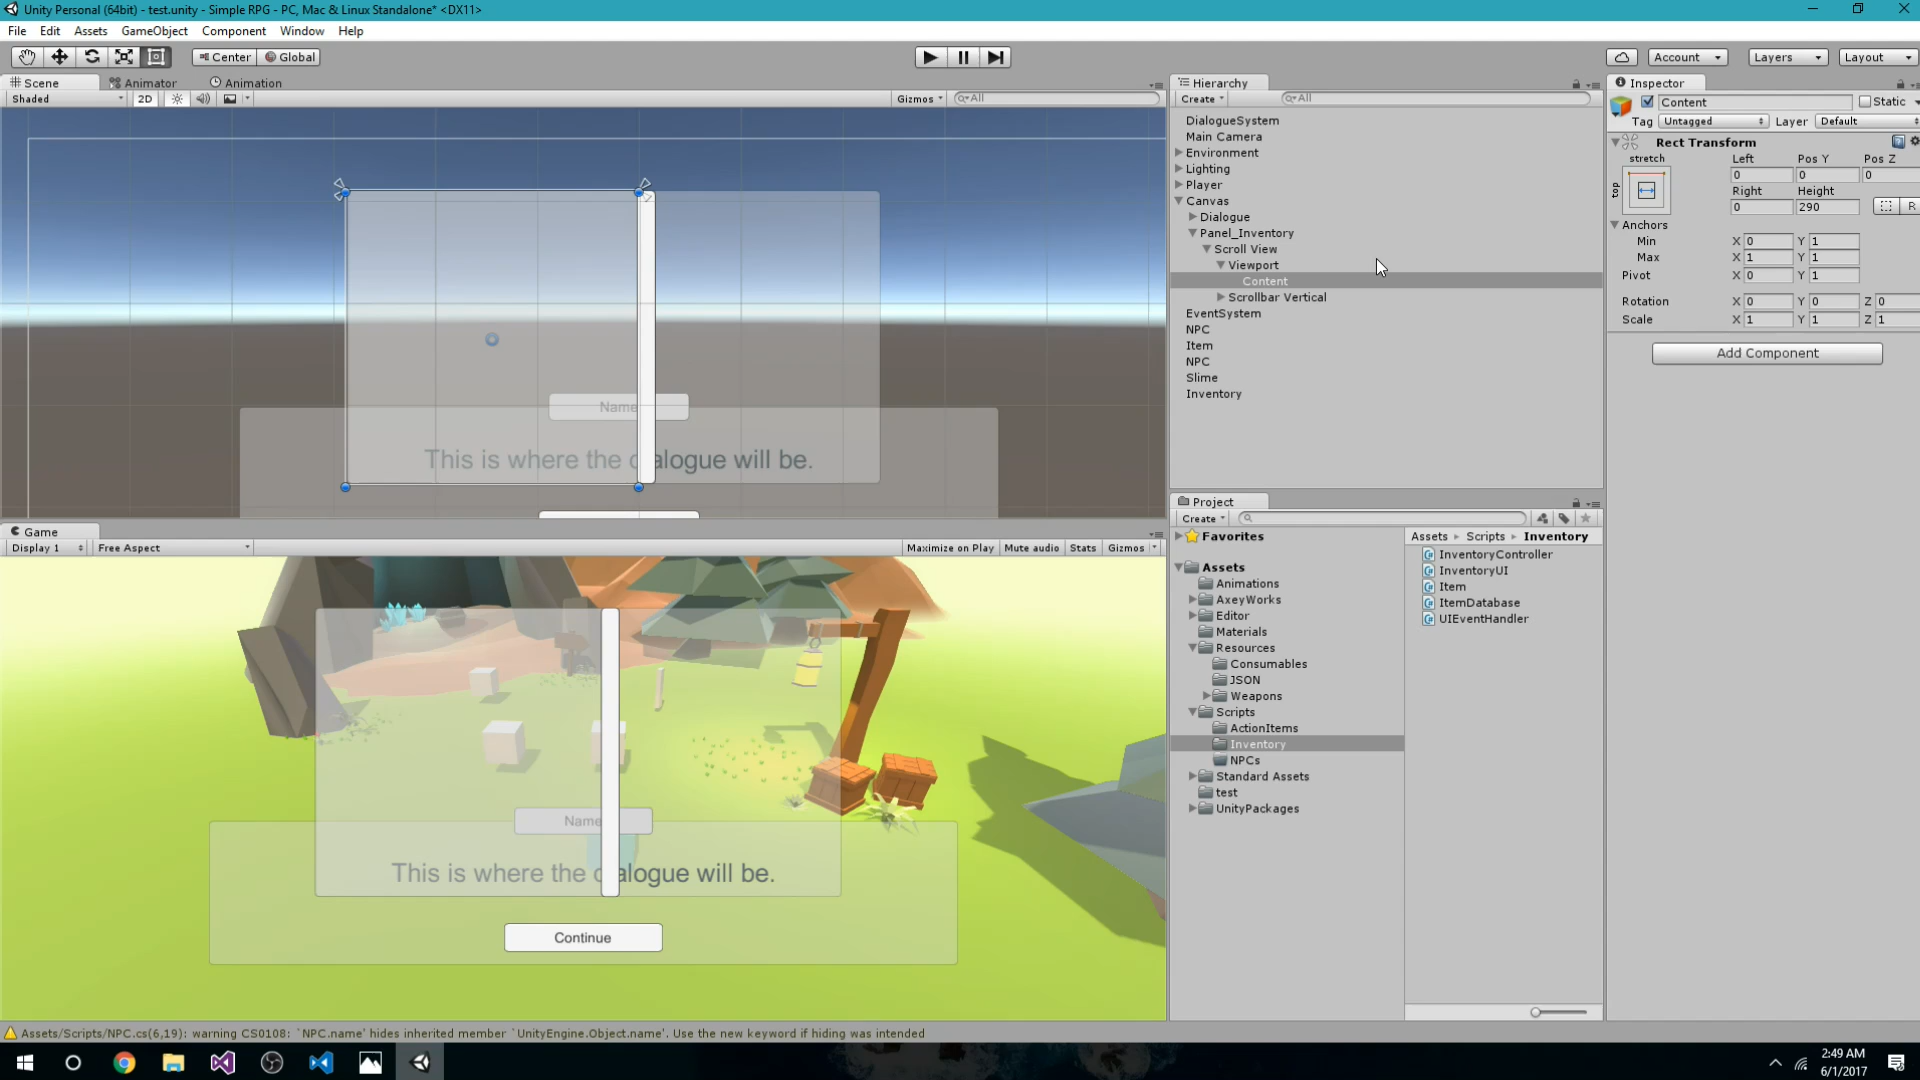 Unity Personal (64bit) - test.unity - Simple RPG - PC, Mac & Linux Standalone* <DX11>
File Edit Assets GameObject Component Window Help
Center Global Account Layers Layout
Scene Animator Animation
Shaded 2D Gizmos All
Name
This is where the dialogue will be.
Game
Display 1 Free Aspect Maximize on Play Mute audio Stats Gizmos
Name
This is where the dialogue will be.
Continue
Hierarchy
Create All
DialogueSystem
Main Camera
Environment
Lighting
Player
Canvas
Dialogue
Panel_Inventory
Scroll View
Viewport
Content
Scrollbar Vertical
EventSystem
NPC
Item
NPC
Slime
Inventory
Project
Create
Favorites
Assets
Animations
AxeyWorks
Editor
Materials
Resources
Consumables
JSON
Weapons
Scripts
ActionItems
Inventory
NPCs
Standard Assets
test
UnityPackages
Assets Scripts Inventory
InventoryController
InventoryUI
Item
ItemDatabase
UIEventHandler
Inspector
Content Static
Tag Untagged Layer Default
Rect Transform
stretch Left Pos Y Pos Z
top 0 0 0
Right Height
0 290 R
Anchors
Min X 0 Y 1
Max X 1 Y 1
Pivot X 0 Y 1
Rotation X 0 Y 0 Z 0
Scale X 1 Y 1 Z 1
Add Component
Assets/Scripts/NPC.cs(6,19): warning CS0108: `NPC.name' hides inherited member `UnityEngine.Object.name'. Use the new keyword if hiding was intended
2:49 AM
6/1/2017